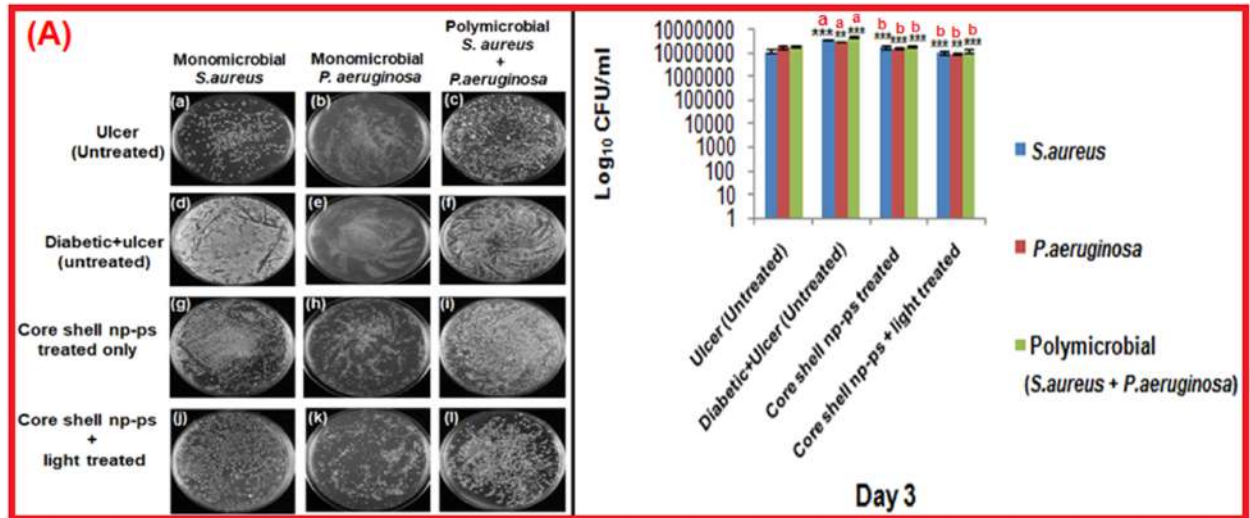 (A)
Monomicrobial
S.aureus
Monomicrobial
P. aeruginosa
Polymicrobial
S. aureus
+
P.aeruginosa
Ulcer
(Untreated)
(a)
(b)
(c)
Diabetic+ulcer
(untreated)
(d)
(e)
(f)
Core shell np-ps
treated only
(g)
(h)
(i)
Core shell np-ps
+
light treated
(j)
(k)
(l)
Log10 CFU/ml
10000000
10000000
1000000
100000
10000
1000
100
10
1
a a a b b b b b b
*** ** *** *** *** *** *** ** ***
Ulcer (Untreated)
Diabetic+Ulcer (Untreated)
Core shell np-ps treated
Core shell np-ps + light treated
Day 3
S.aureus
P.aeruginosa
Polymicrobial
(S.aureus + P.aeruginosa)